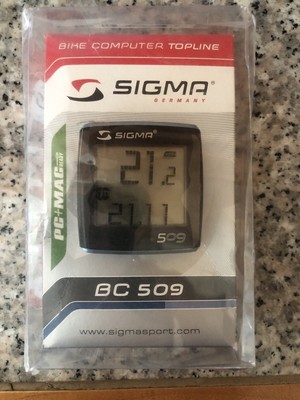 BIKE COMPUTER TOPLINE
SIGMA
GERMANY
PC+MAC
SIGMA
21.2
21.11
509
BC 509
www.sigmasport.com